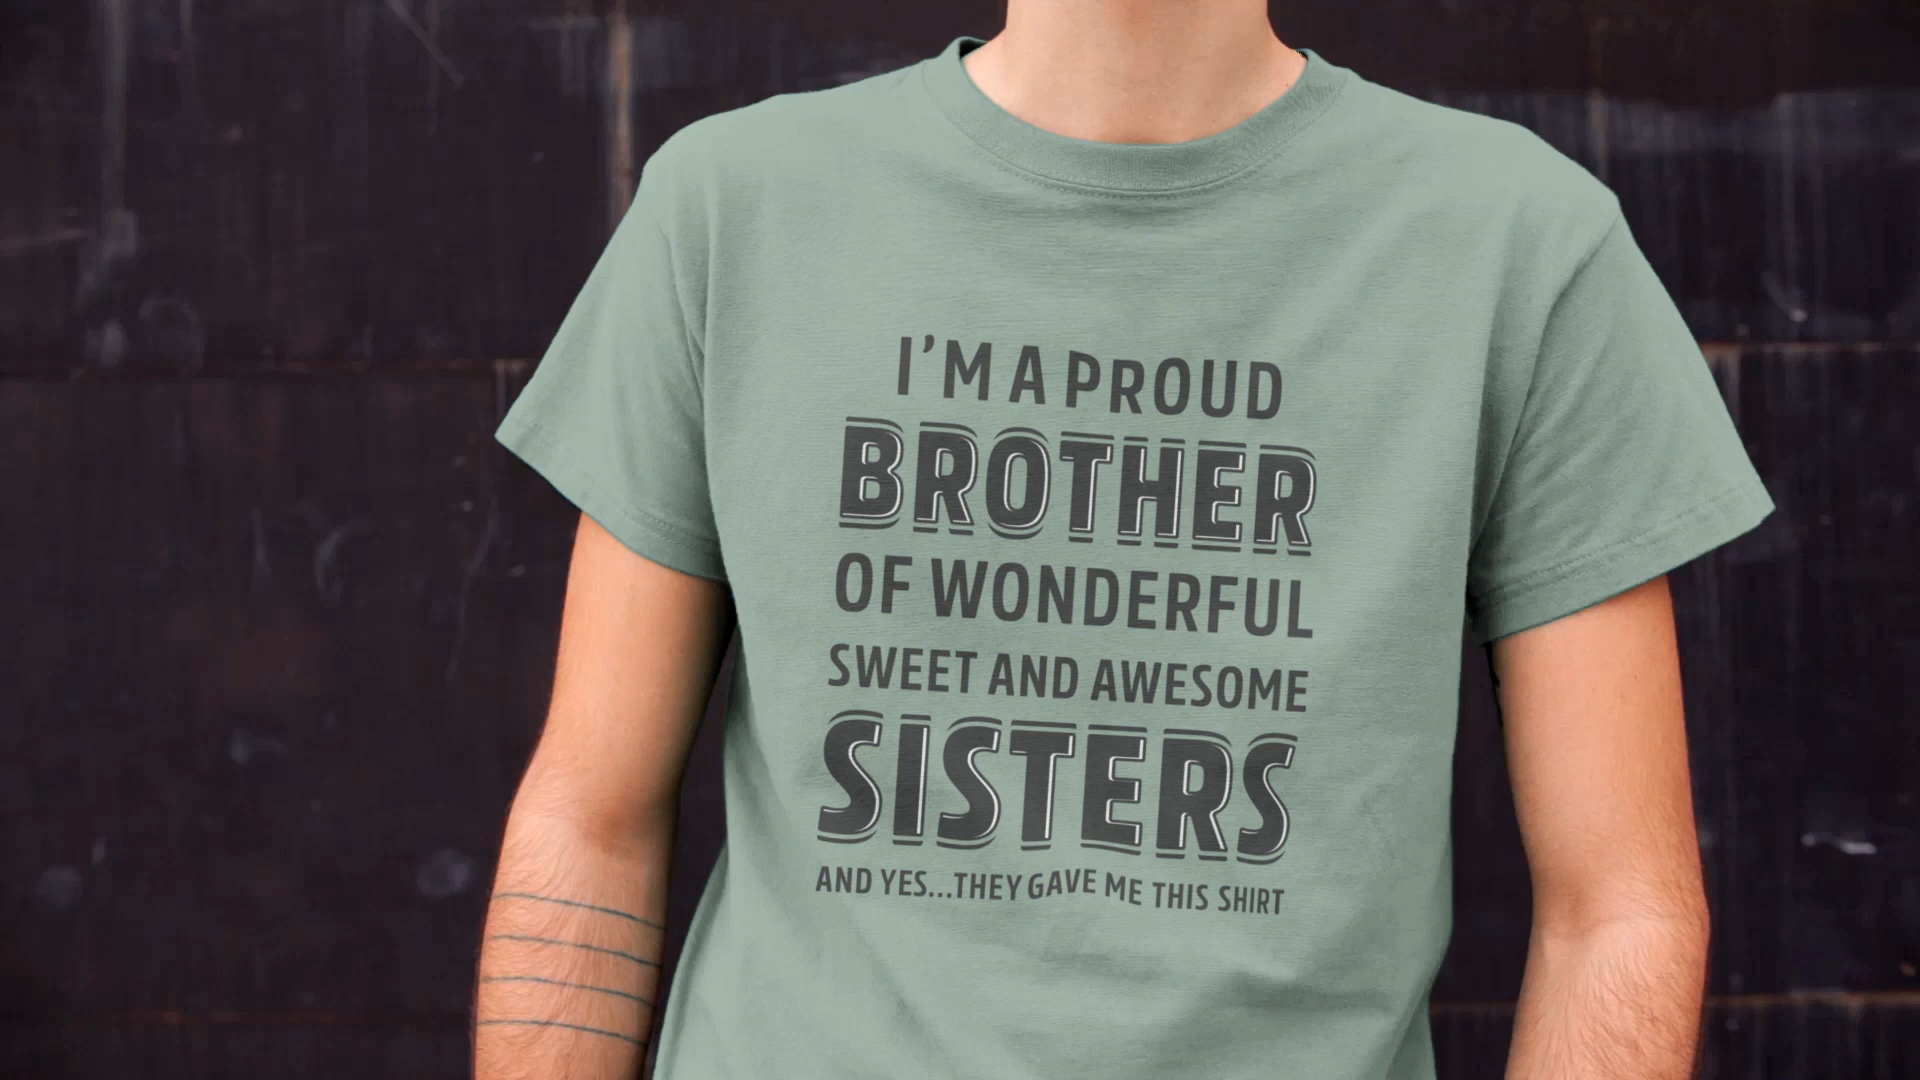 I'M A PROUD
BROTHER
OF WONDERFUL
SWEET AND AWESOME
SISTERS
AND YES...THEY GAVE ME THIS SHIRT